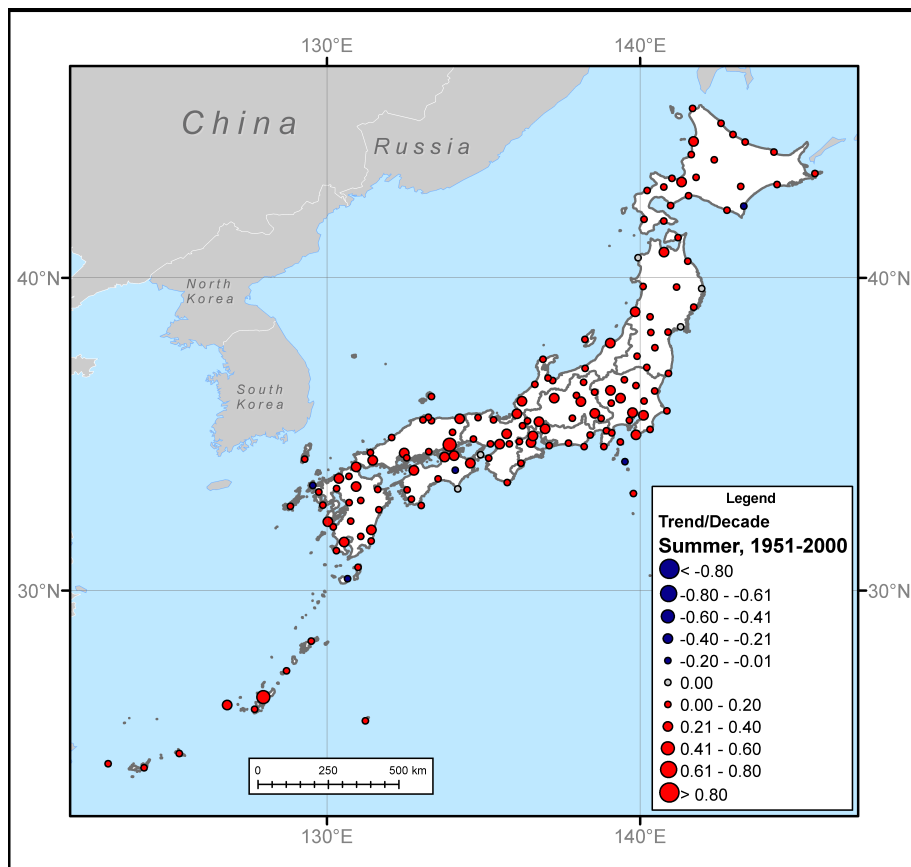 130°E 140°E
China
Russia
40°N 40°N
North
Korea
South
Korea
30°N 30°N
Legend
Trend/Decade
Summer, 1951-2000
< -0.80
-0.80 - -0.61
-0.60 - -0.41
-0.40 - -0.21
-0.20 - -0.01
0.00
0.00 - 0.20
0.21 - 0.40
0.41 - 0.60
0.61 - 0.80
> 0.80
0 250 500 km
130°E 140°E